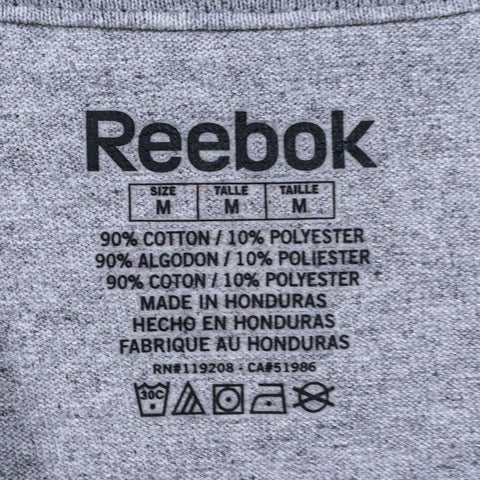 Reebok
SIZE TALLE TAILLE
M M M
90% COTTON / 10% POLYESTER
90% ALGODON / 10% POLIESTER
90% COTON / 10% POLYESTER
MADE IN HONDURAS
HECHO EN HONDURAS
FABRIQUE AU HONDURAS
RN#119208 - CA#51986
30C